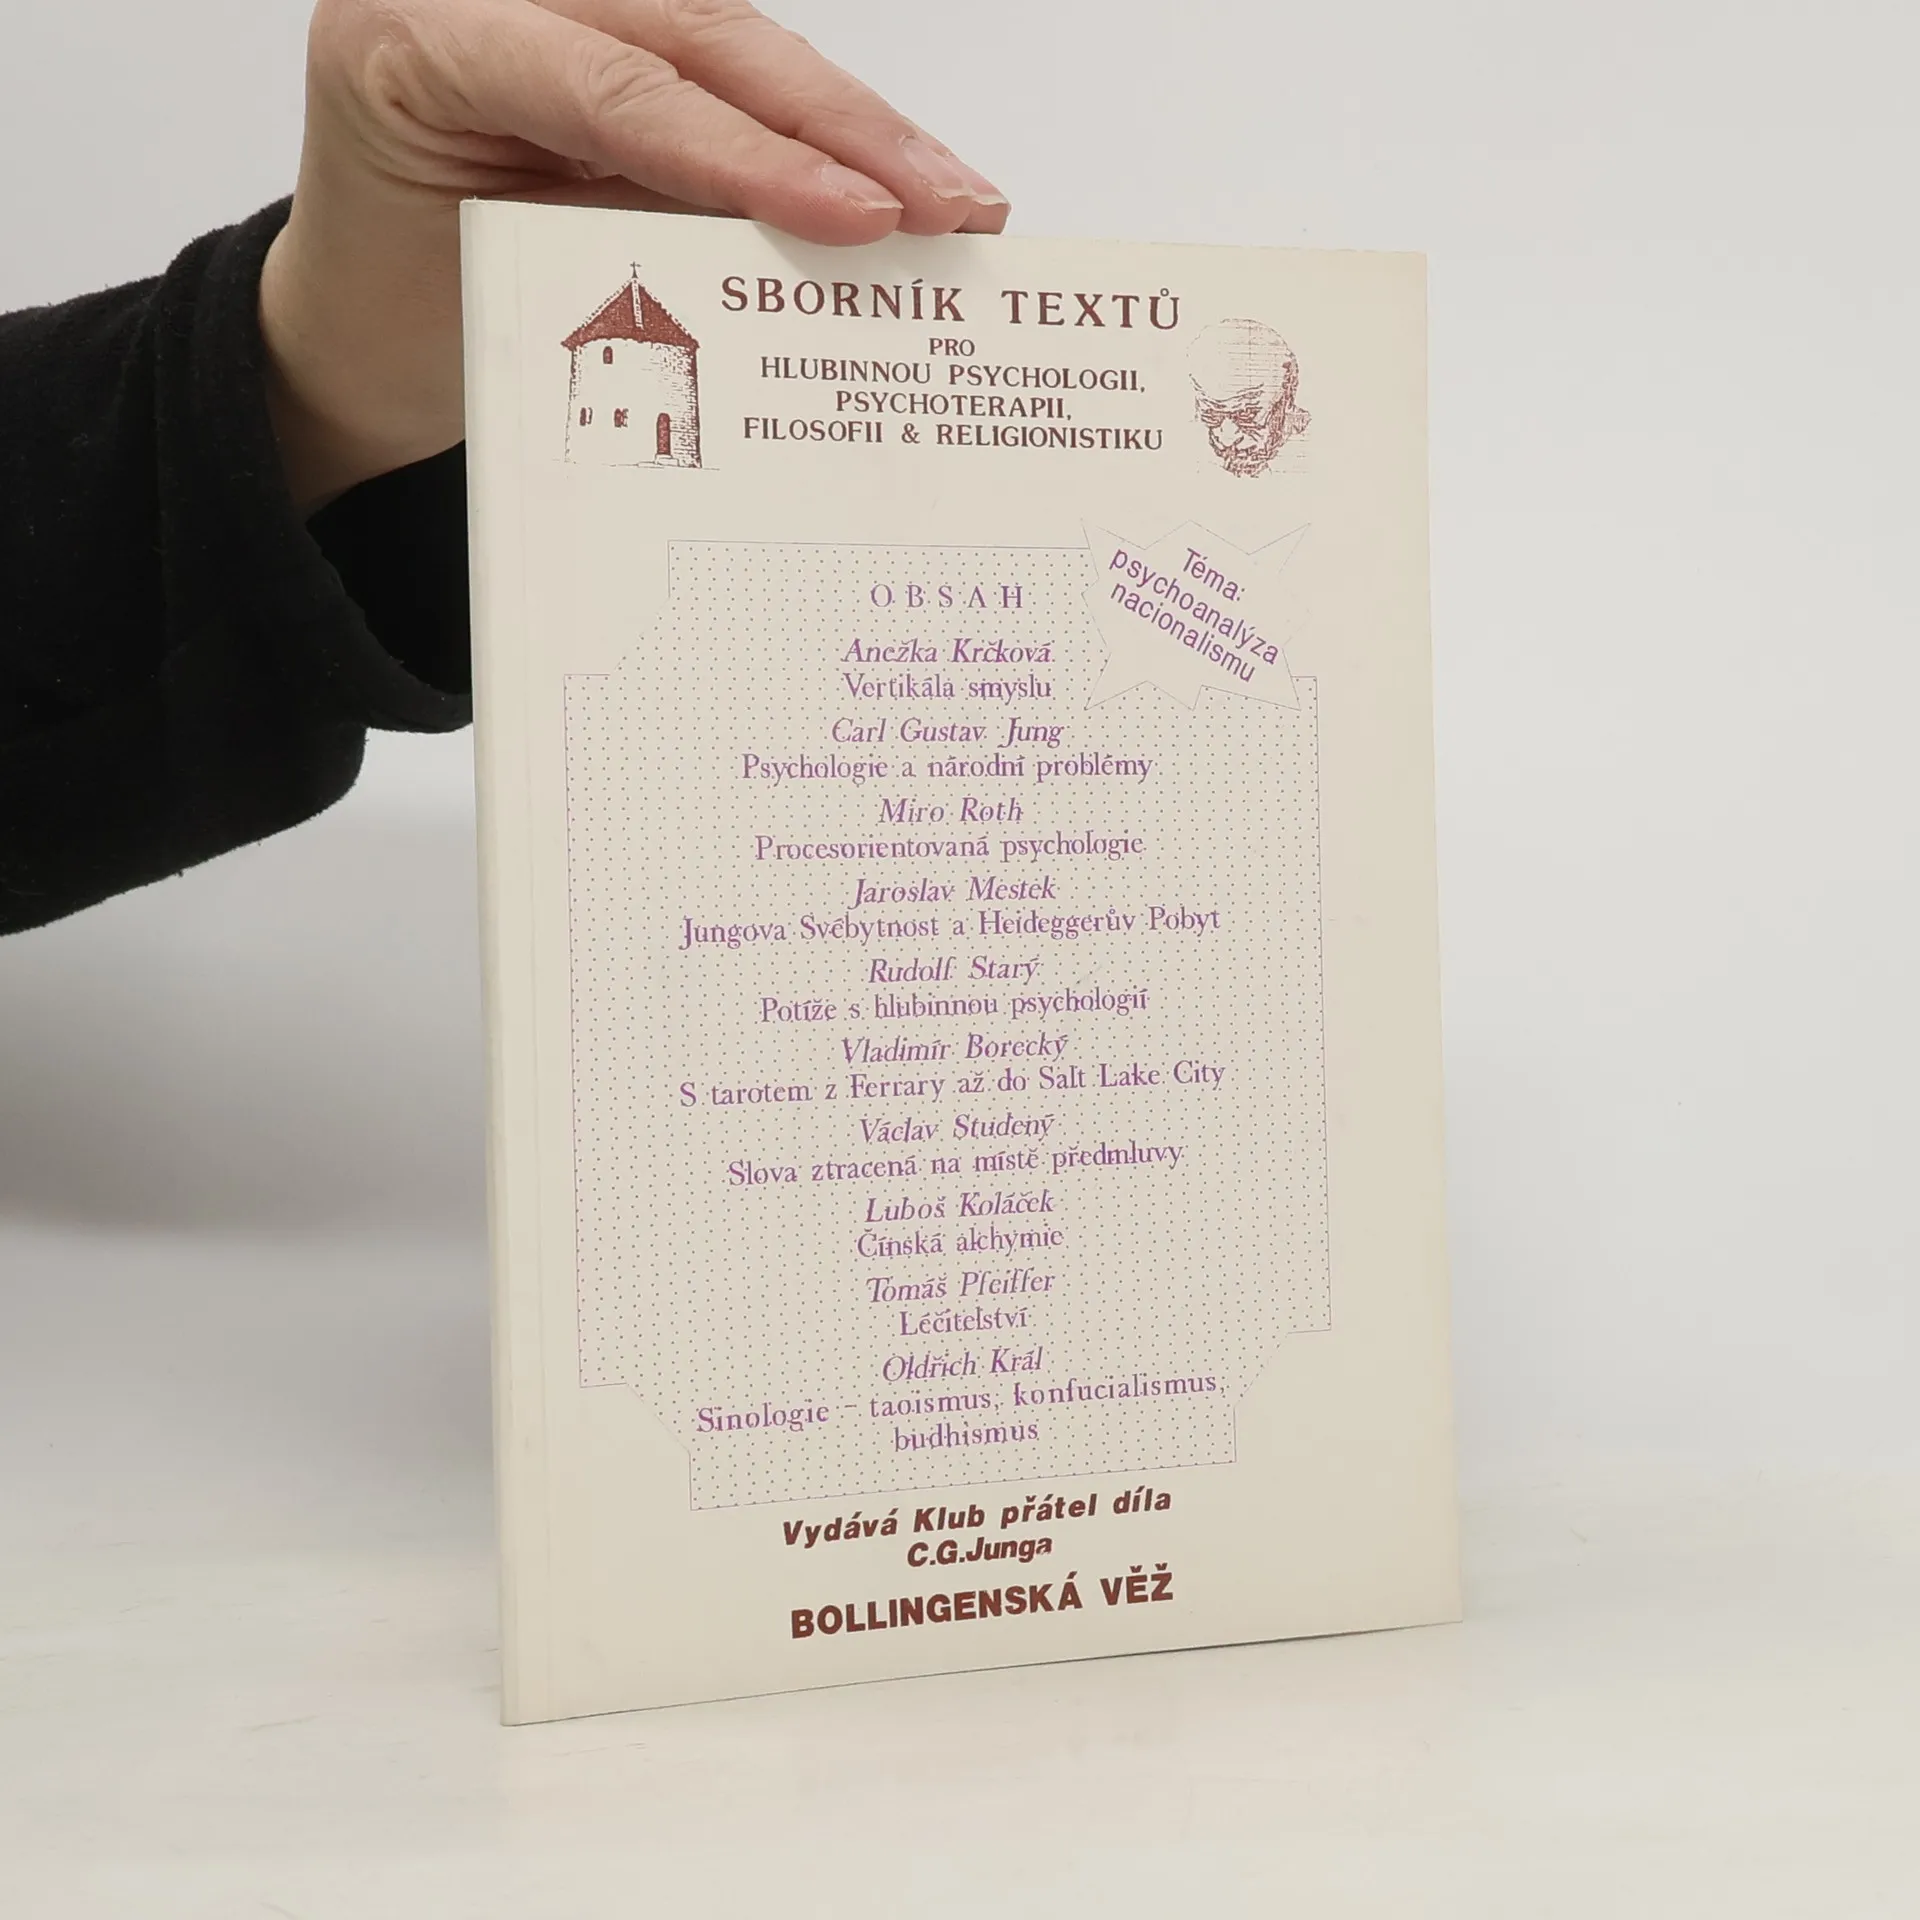 SBORNÍK TEXTŮ
PRO
HLUBINNOU PSYCHOLOGII,
PSYCHOTERAPII,
FILOSOFII & RELIGIONISTIKU
Téma:
psychoanalýza
nacionalismu
OBSAH
Anežka Krčková
Vertikála smyslu
Carl Gustav Jung
Psychologie a národní problémy
Miro Roth
Procesorientovaná psychologie
Jaroslav Mestek
Jungova Svébytnost a Heideggerův Pobyt
Rudolf Starý
Potíže s hlubinnou psychologií
Vladimír Borecký
S tarotem z Ferrary až do Salt Lake City
Václav Studený
Slova ztracená na místě předmluvy
Luboš Koláček
Čínská alchymie
Tomáš Pfeiffer
Léčitelství
Oldřich Král
Sinologie - taoismus, konfucialismus,
budhismus
Vydává Klub přátel díla
C.G.Junga
BOLLINGENSKÁ VĚŽ